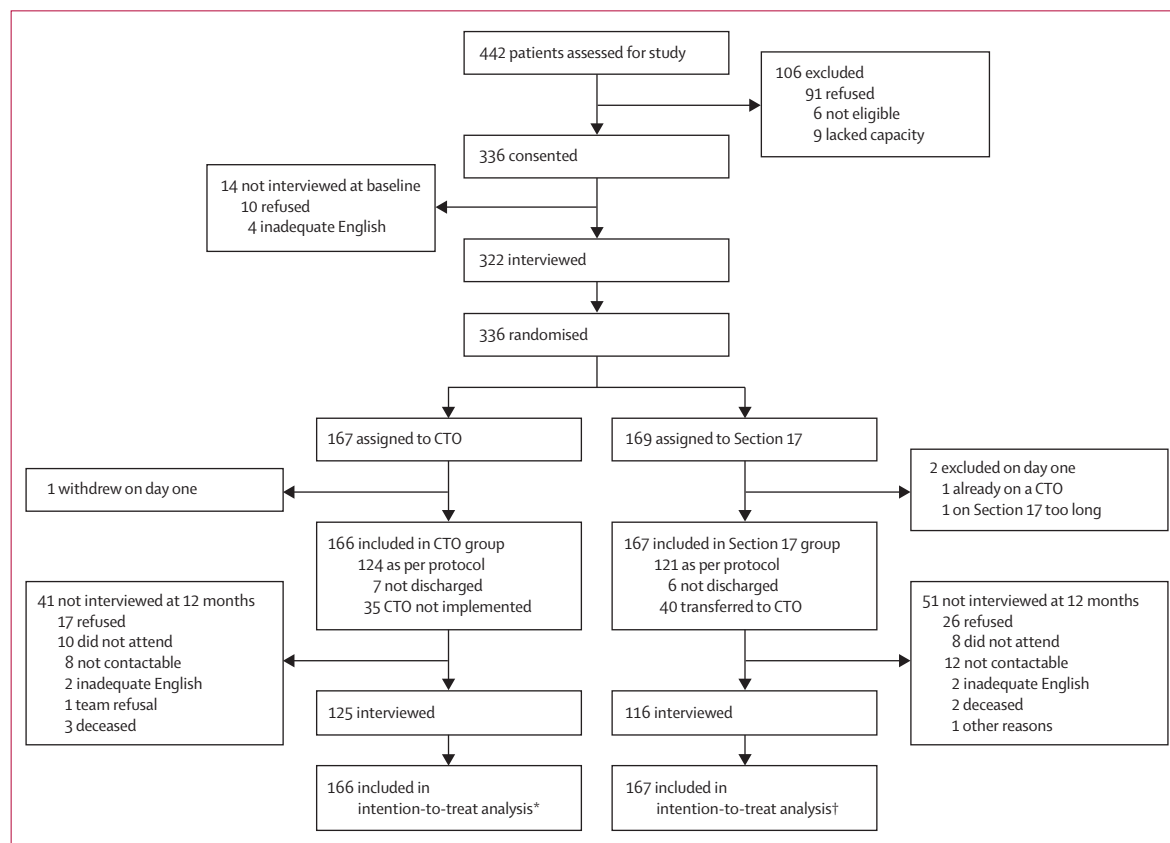 442 patients assessed for study
106 excluded
91 refused
6 not eligible
9 lacked capacity
336 consented
14 not interviewed at baseline
10 refused
4 inadequate English
322 interviewed
336 randomised
167 assigned to CTO
169 assigned to Section 17
1 withdrew on day one
2 excluded on day one
1 already on a CTO
1 on Section 17 too long
166 included in CTO group
124 as per protocol
7 not discharged
35 CTO not implemented
167 included in Section 17 group
121 as per protocol
6 not discharged
40 transferred to CTO
41 not interviewed at 12 months
17 refused
10 did not attend
8 not contactable
2 inadequate English
1 team refusal
3 deceased
51 not interviewed at 12 months
26 refused
8 did not attend
12 not contactable
2 inadequate English
2 deceased
1 other reasons
125 interviewed
116 interviewed
166 included in
intention-to-treat analysis*
167 included in
intention-to-treat analysis†